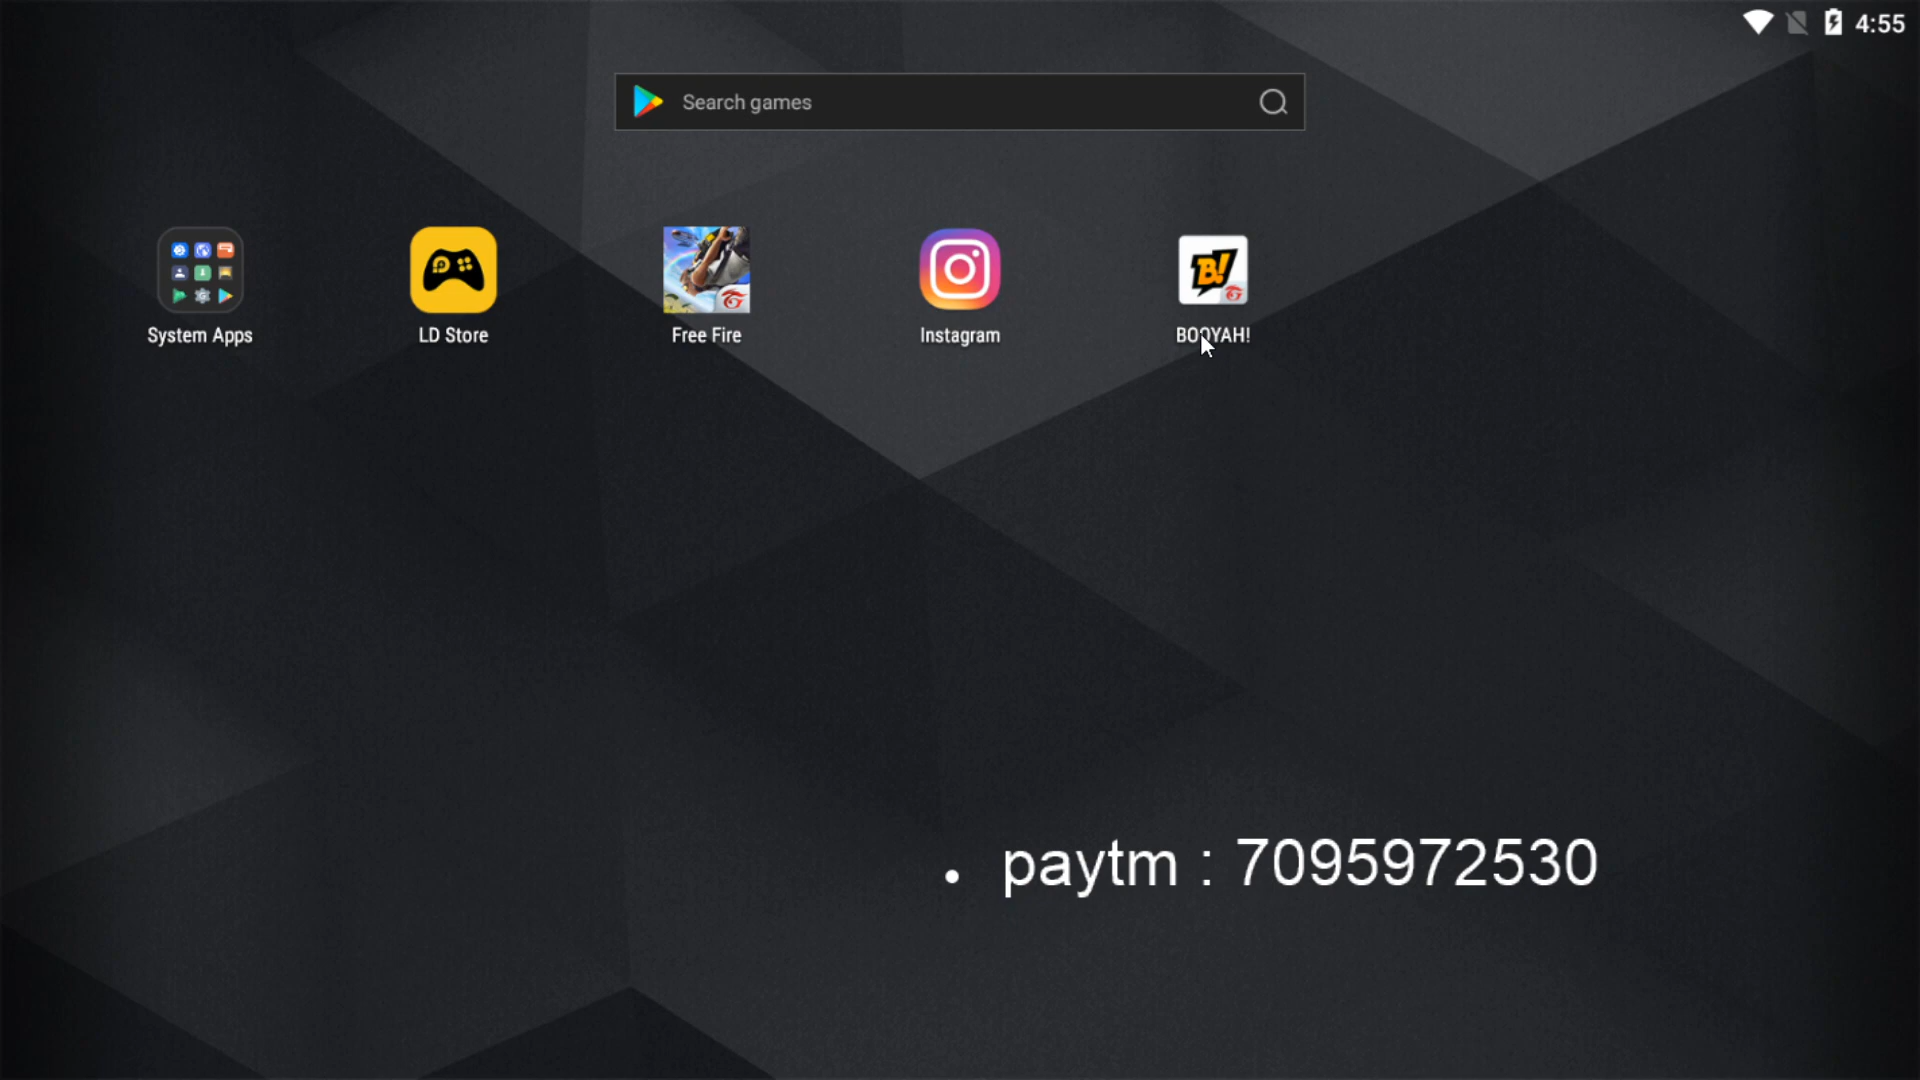 4:55
Search games
System Apps
LD Store
Free Fire
Instagram
BOOYAH!
B!
• paytm : 7095972530